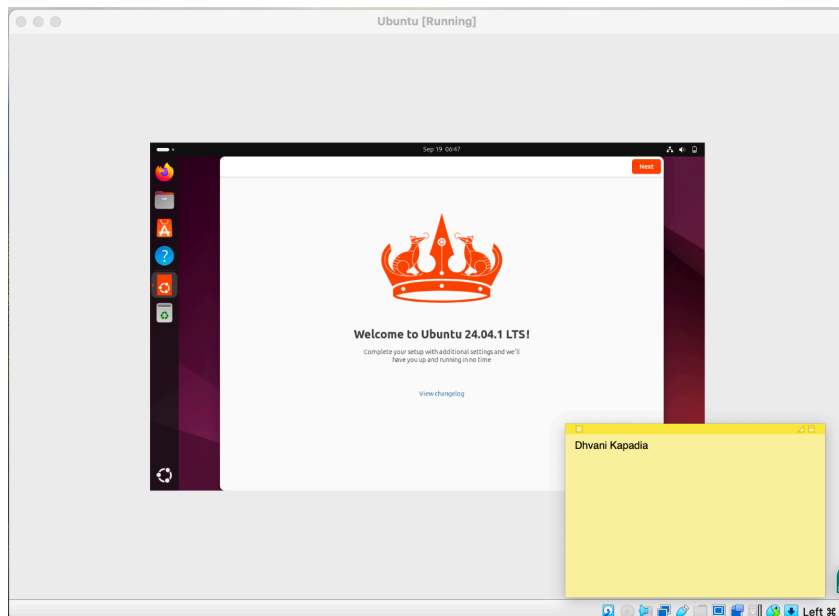 Ubuntu [Running]
Sep 19 06:47
Next
Welcome to Ubuntu 24.04.1 LTS!
Complete your setup with additional settings and we'll
have you up and running in no time
View changelog
Dhvani Kapadia
Left ⌘